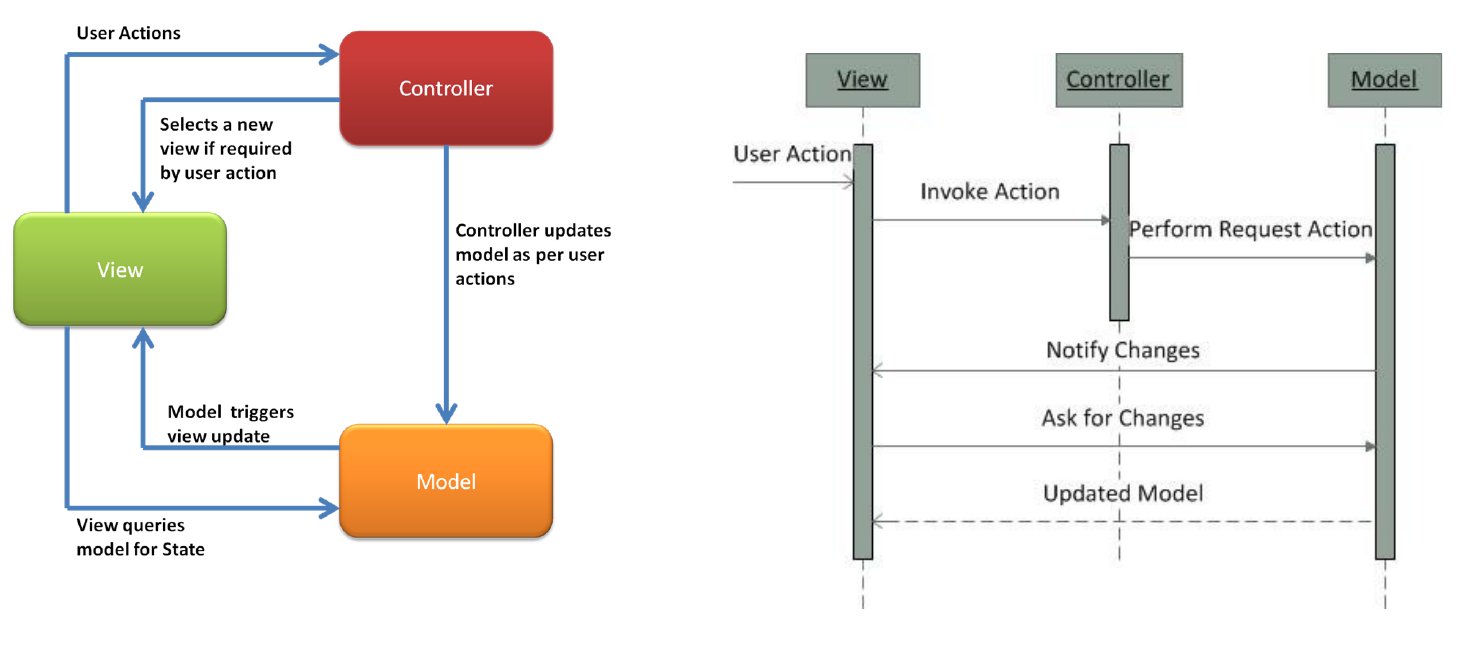 User Actions
Controller
Selects a new
view if required
by user action
View
Controller updates
model as per user
actions
Model triggers
view update
Model
View queries
model for State
View
Controller
Model
User Action
Invoke Action
Perform Request Action
Notify Changes
Ask for Changes
Updated Model